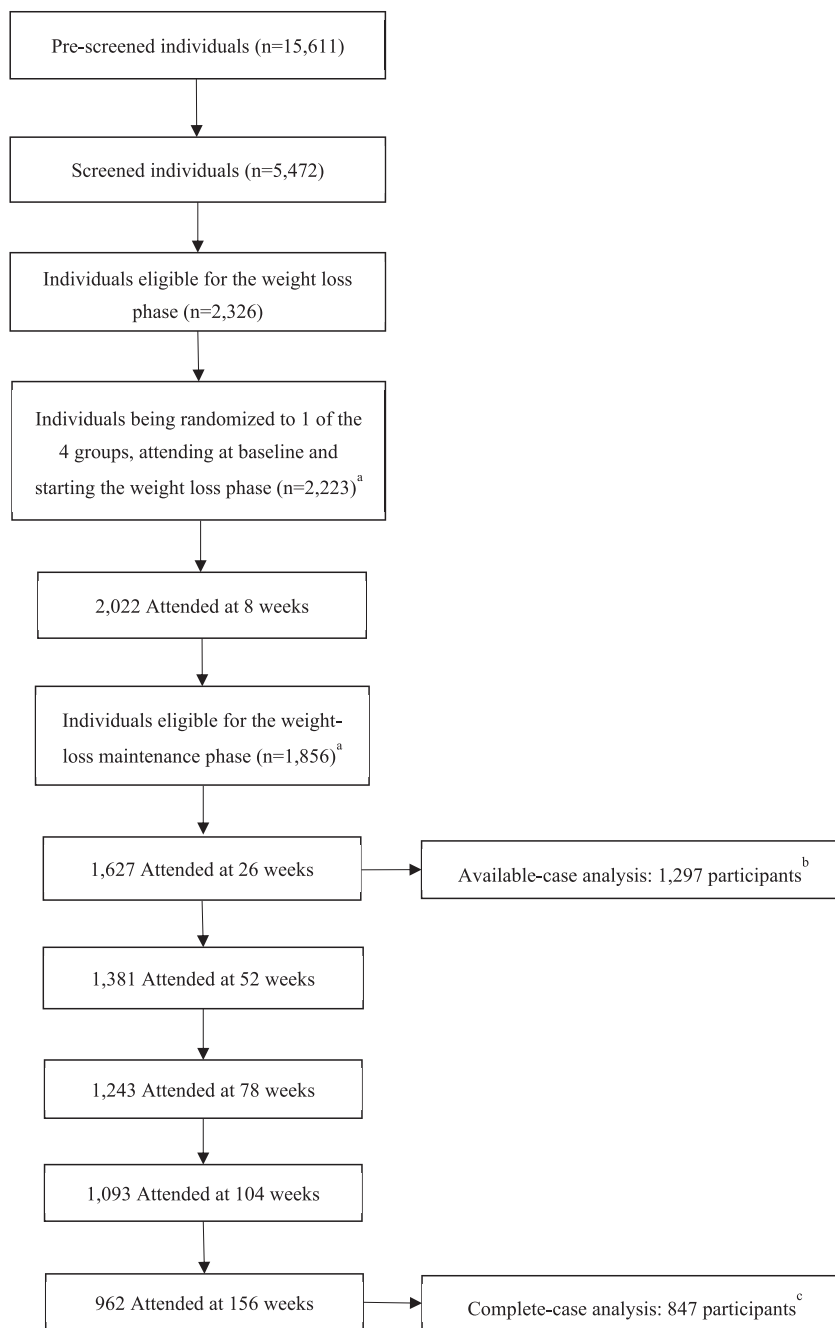 Pre-screened individuals (n=15,611)
Screened individuals (n=5,472)
Individuals eligible for the weight loss
phase (n=2,326)
Individuals being randomized to 1 of the
4 groups, attending at baseline and
starting the weight loss phase (n=2,223)a
2,022 Attended at 8 weeks
Individuals eligible for the weight-
loss maintenance phase (n=1,856)a
1,627 Attended at 26 weeks
Available-case analysis: 1,297 participantsb
1,381 Attended at 52 weeks
1,243 Attended at 78 weeks
1,093 Attended at 104 weeks
962 Attended at 156 weeks
Complete-case analysis: 847 participantsc